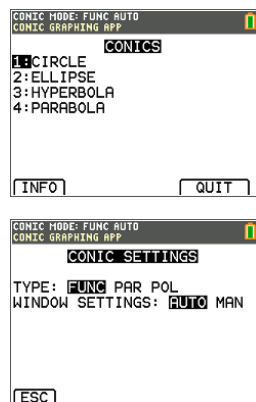 CONIC MODE: FUNC AUTO
CONIC GRAPHING APP
CONICS
1:CIRCLE
2:ELLIPSE
3:HYPERBOLA
4:PARABOLA
INFO QUIT
CONIC MODE: FUNC AUTO
CONIC GRAPHING APP
CONIC SETTINGS
TYPE: FUNC PAR POL
WINDOW SETTINGS: AUTO MAN
ESC